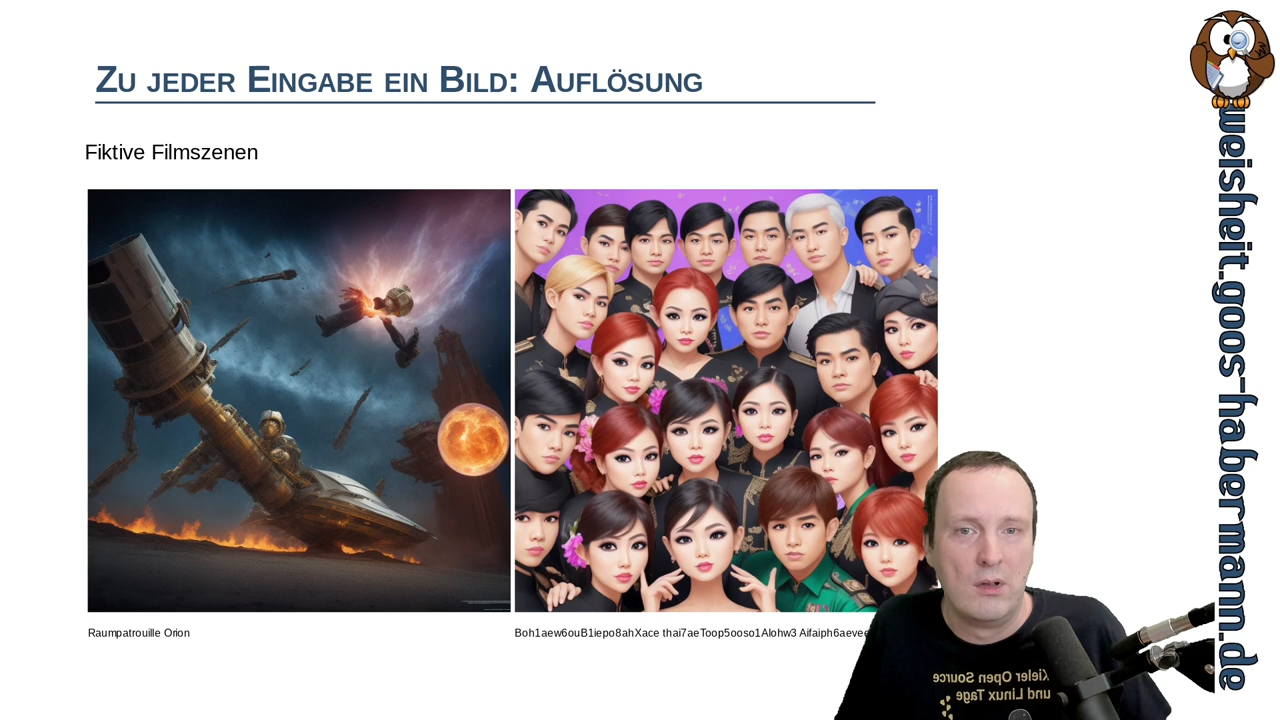 Zu jeder Eingabe ein Bild: Auflösung
Fiktive Filmszenen
Raumpatrouille Orion
Boh1aew6ouB1iepo8ahXace thai7aeToop5ooso1Alohw3
weisheit.goos-habermann.de
Kieler Open Source
und Linux Tage